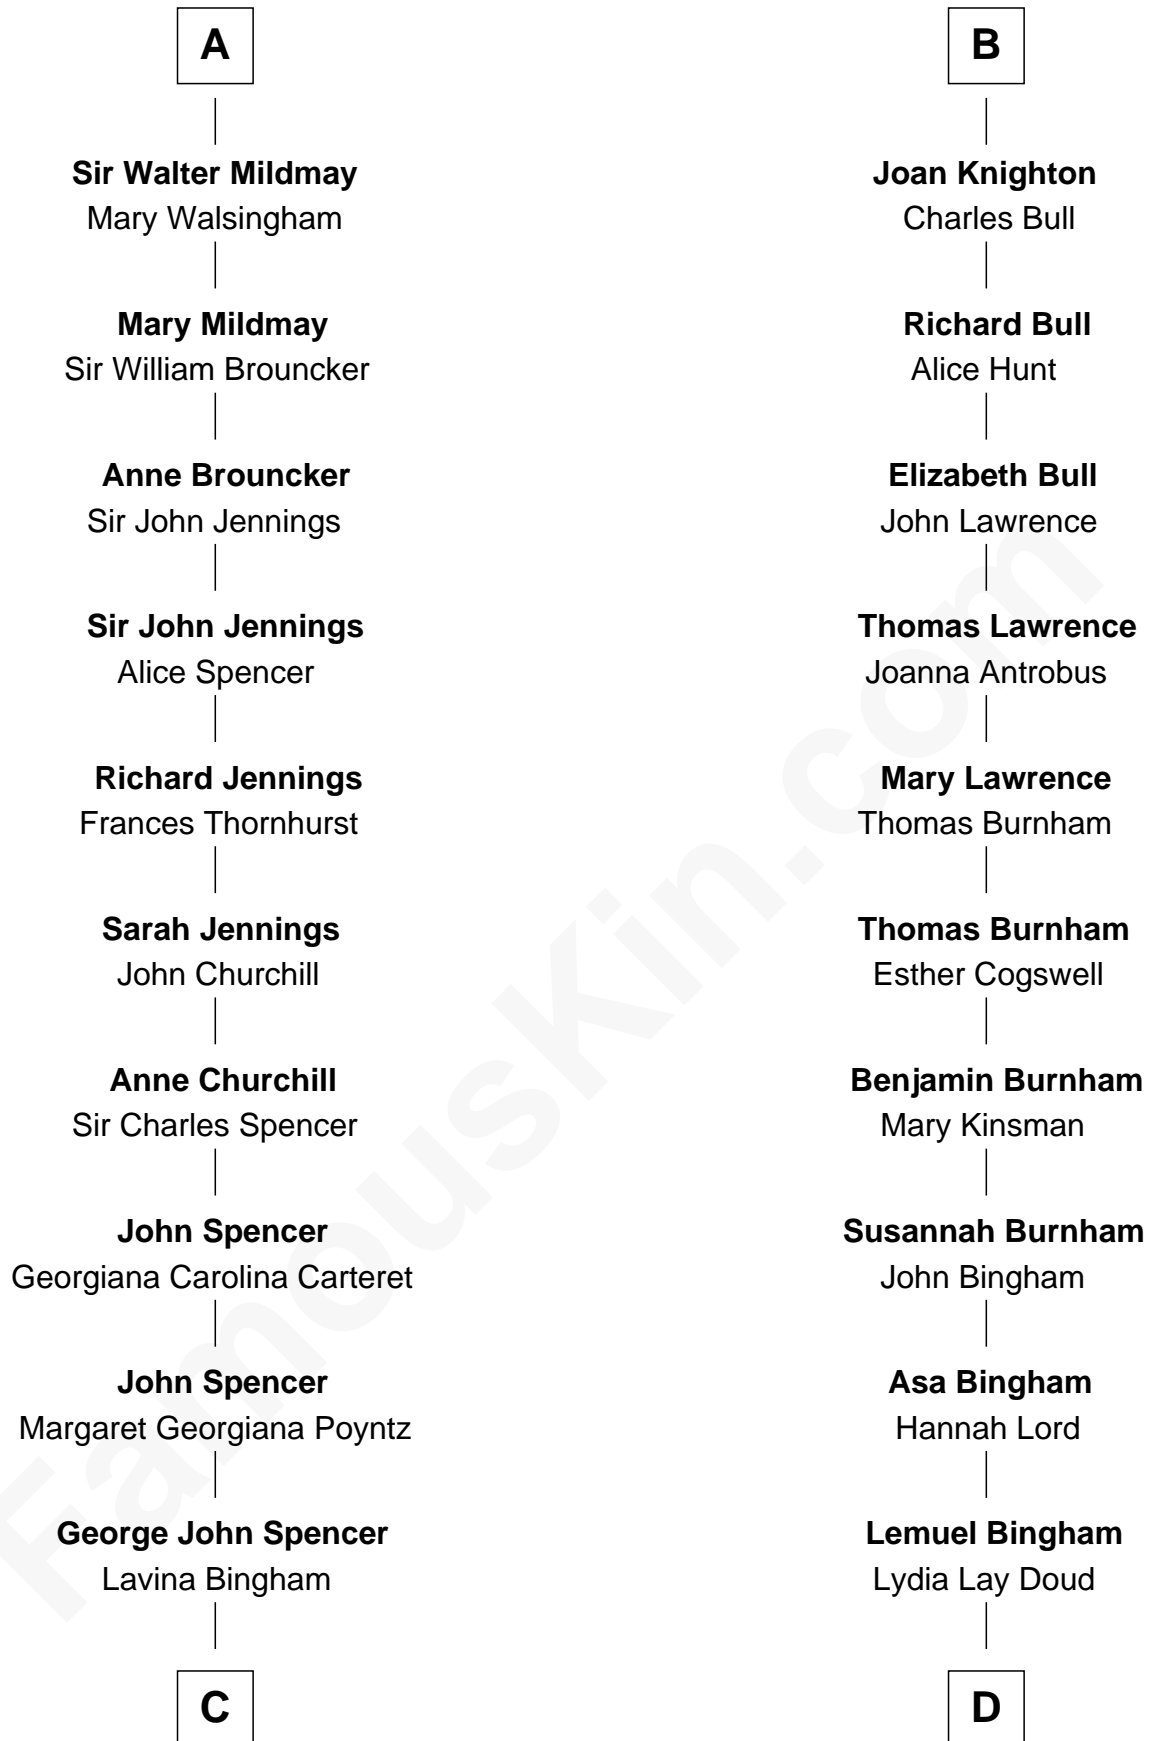 A
Sir Walter Mildmay
Mary Walsingham
Mary Mildmay
Sir William Brouncker
Anne Brouncker
Sir John Jennings
Sir John Jennings
Alice Spencer
Richard Jennings
Frances Thornhurst
Sarah Jennings
John Churchill
Anne Churchill
Sir Charles Spencer
John Spencer
Georgiana Carolina Carteret
John Spencer
Margaret Georgiana Poyntz
George John Spencer
Lavina Bingham
C
B
Joan Knighton
Charles Bull
Richard Bull
Alice Hunt
Elizabeth Bull
John Lawrence
Thomas Lawrence
Joanna Antrobus
Mary Lawrence
Thomas Burnham
Thomas Burnham
Esther Cogswell
Benjamin Burnham
Mary Kinsman
Susannah Burnham
John Bingham
Asa Bingham
Hannah Lord
Lemuel Bingham
Lydia Lay Doud
D
FamousKin.com